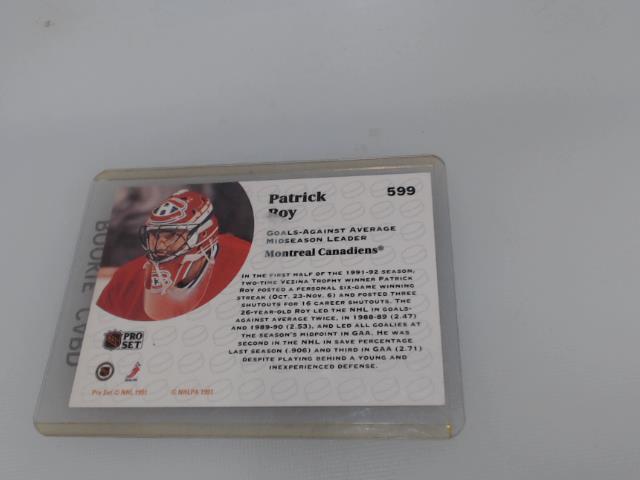 Patrick
Roy
599
GOALS-AGAINST AVERAGE
MIDSEASON LEADER
Montreal Canadiens®
IN THE FIRST HALF OF THE 1991-92 SEASON,
TWO-TIME VEZINA TROPHY WINNER PATRICK
ROY POSTED A PERSONAL SIX-GAME WINNING
STREAK (OCT. 23-NOV. 6) AND POSTED THREE
SHUTOUTS FOR 16 CAREER SHUTOUTS. THE
26-YEAR-OLD ROY LED THE NHL IN GOALS-
AGAINST AVERAGE TWICE, IN 1988-89 (2.47)
AND 1989-90 (2.53), AND LED ALL GOALIES AT
THE SEASON'S MIDPOINT IN GAA. HE WAS
SECOND IN THE NHL IN SAVE PERCENTAGE
LAST SEASON (.906) AND THIRD IN GAA (2.71)
DESPITE PLAYING BEHIND A YOUNG AND
INEXPERIENCED DEFENSE.
PRO
SET
Pro Set © NHL 1991
© NHLPA 1991
ROOKIE CARD